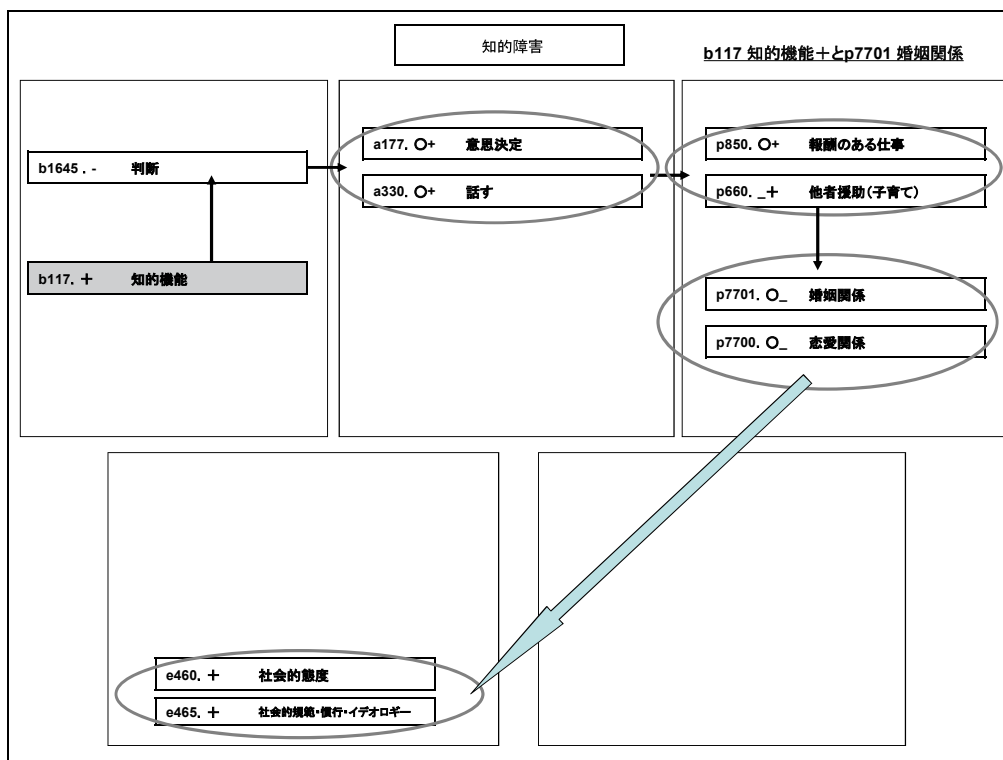 知的障害
b117 知的機能＋とp7701 婚姻関係
b1645 . - 判断
b117. ＋ 知的機能
a177. ○+ 意思決定
a330. ○+ 話す
p850. ○+ 報酬のある仕事
p660. _＋ 他者援助(子育て)
p7701. ○_ 婚姻関係
p7700. ○_ 恋愛関係
e460. ＋ 社会的態度
e465. ＋ 社会的規範・慣行・イデオロギー